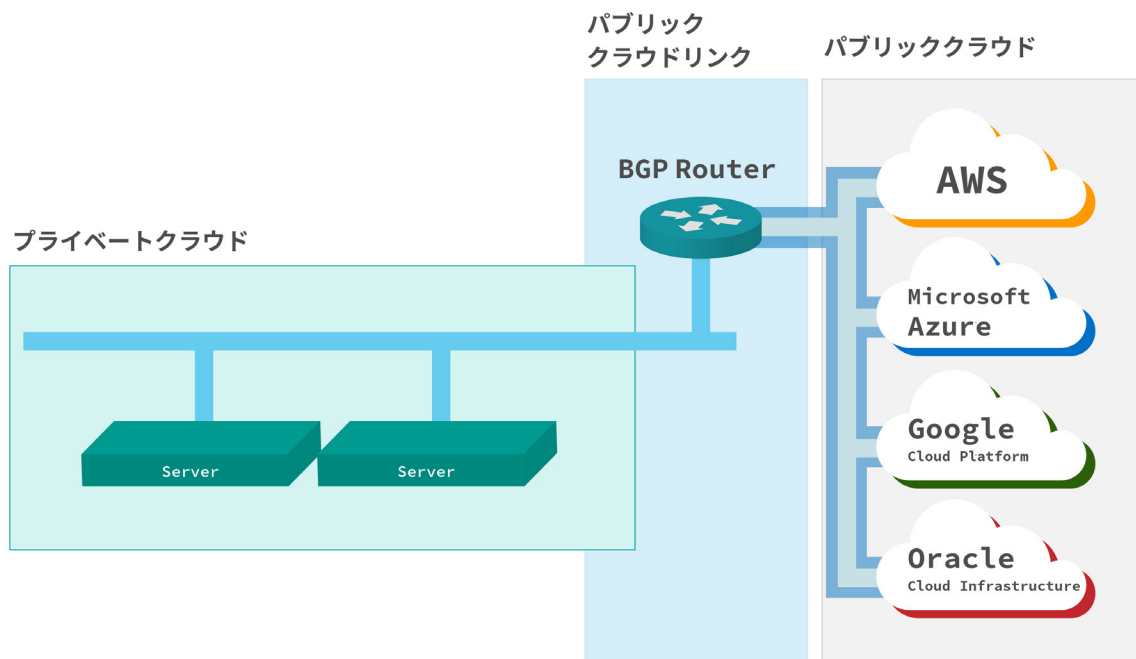 パブリック
クラウドリンク
パブリッククラウド
BGP Router
AWS
プライベートクラウド
Microsoft
Azure
Google
Cloud Platform
Server
Server
Oracle
Cloud Infrastructure